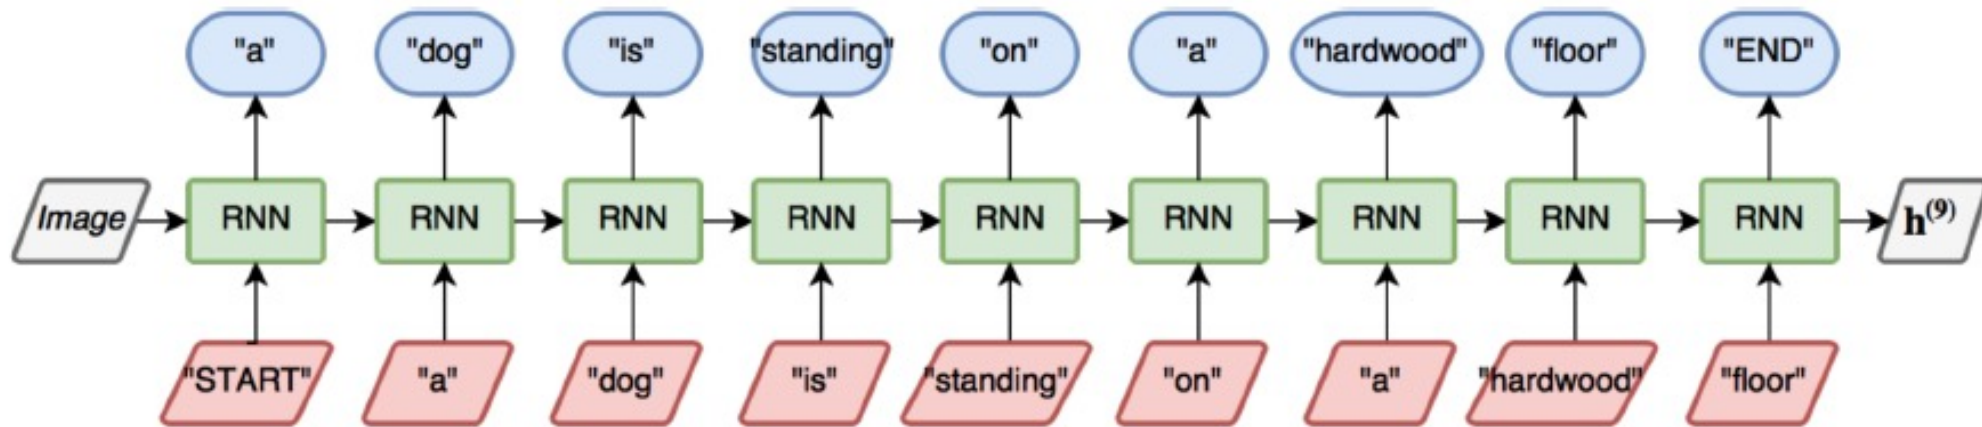 "a" "dog" "is" "standing" "on" "a" "hardwood" "floor" "END"
Image RNN RNN RNN RNN RNN RNN RNN RNN RNN h(9)
"START" "a" "dog" "is" "standing" "on" "a" "hardwood" "floor"